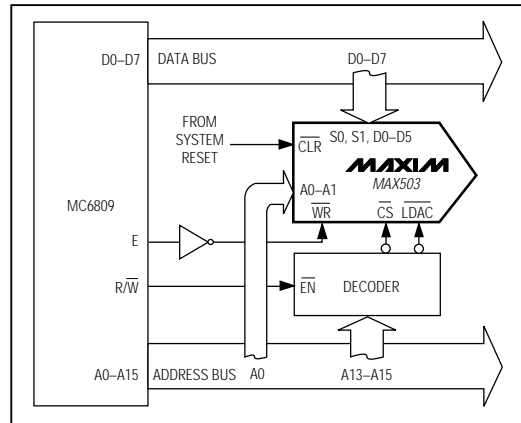 D0–D7 DATA BUS D0–D7
FROM
SYSTEM
RESET
CLR
S0, S1, D0–D5
MAXIM
MAX503
A0–A1
WR
CS
LDAC
MC6809
E
R/W
EN
DECODER
A0–A15 ADDRESS BUS A0 A13–A15